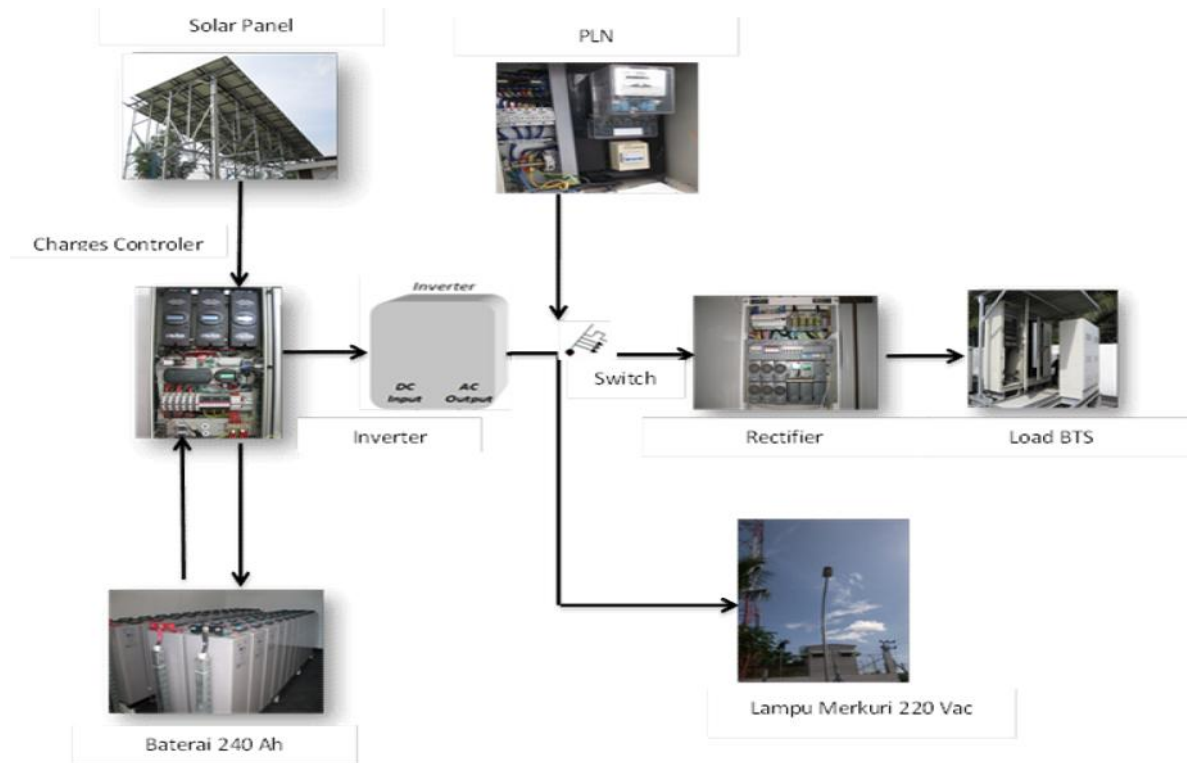 Solar Panel
PLN
Charges Controler
Inverter
DC
Input
AC
Output
Switch
Inverter
Rectifier
Load BTS
Lampu Merkuri 220 Vac
Baterai 240 Ah